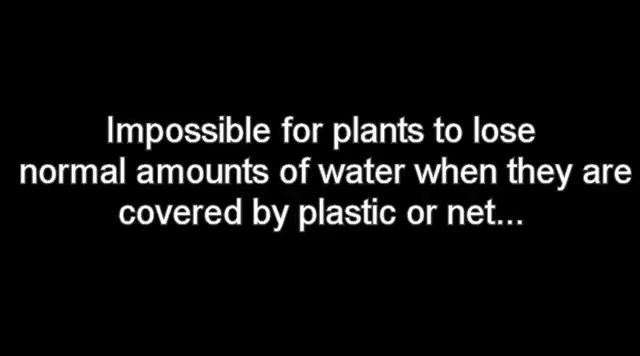 Impossible for plants to lose
normal amounts of water when they are
covered by plastic or net...